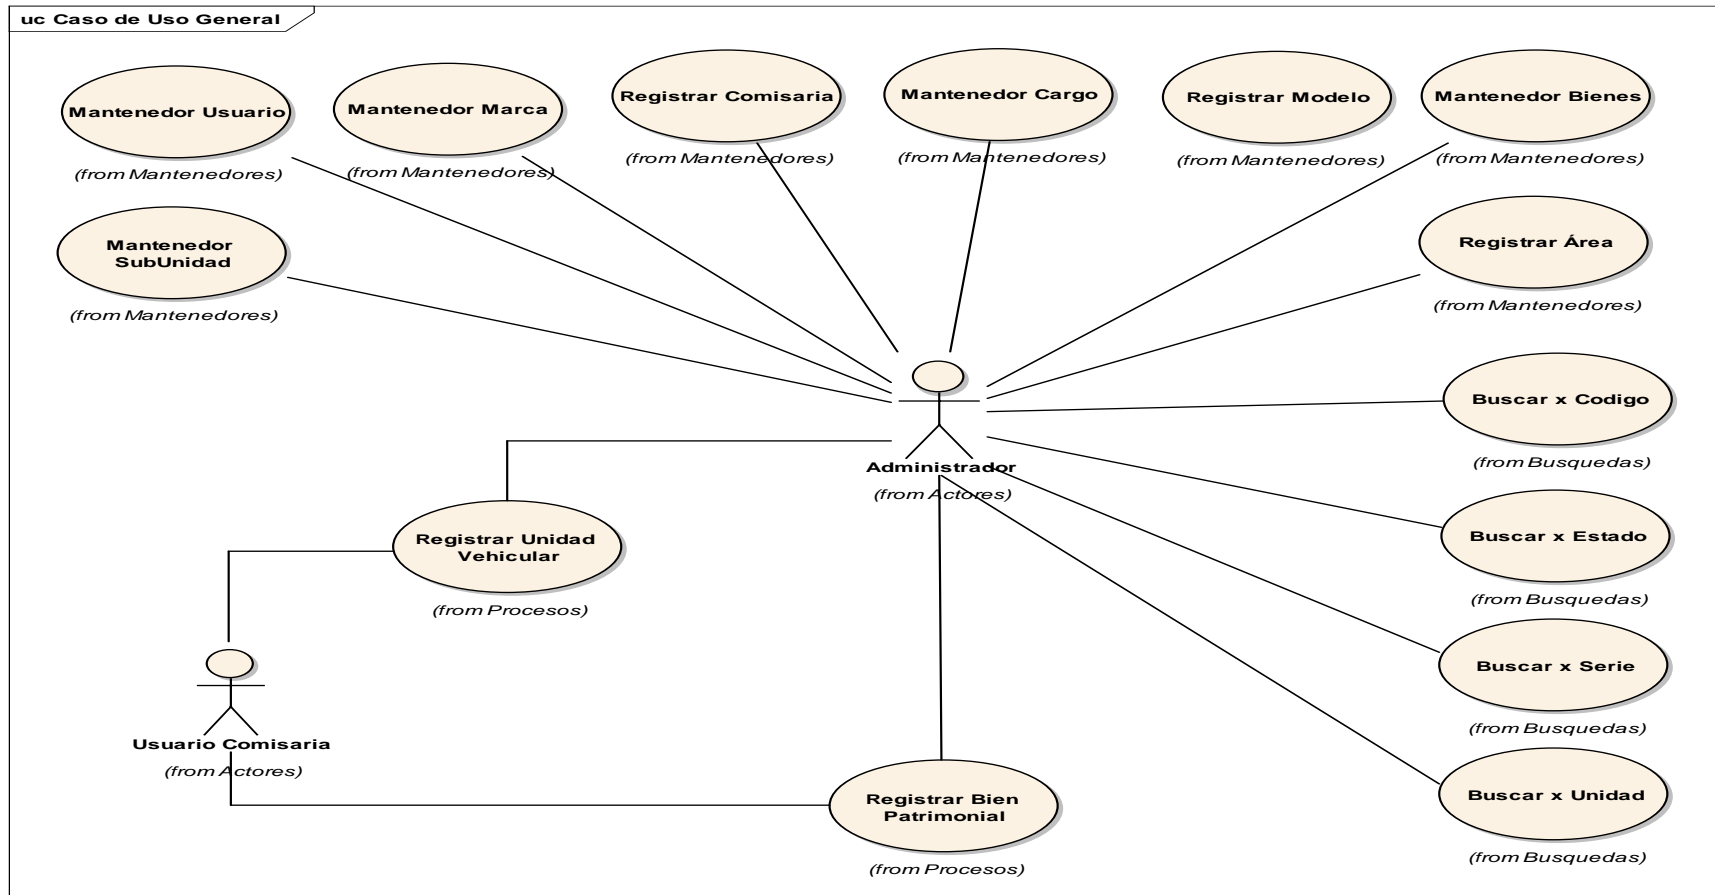 uc Caso de Uso General
Mantenedor Usuario
(from Mantenedores)
Mantenedor Marca
(from Mantenedores)
Registrar Comisaria
(from Mantenedores)
Mantenedor Cargo
(from Mantenedores)
Registrar Modelo
(from Mantenedores)
Mantenedor Bienes
(from Mantenedores)
Mantenedor
SubUnidad
(from Mantenedores)
Registrar Área
(from Mantenedores)
Buscar x Codigo
(from Busquedas)
Administrador
(from Actores)
Registrar Unidad
Vehicular
(from Procesos)
Buscar x Estado
(from Busquedas)
Buscar x Serie
(from Busquedas)
Usuario Comisaria
(from Actores)
Registrar Bien
Patrimonial
(from Procesos)
Buscar x Unidad
(from Busquedas)